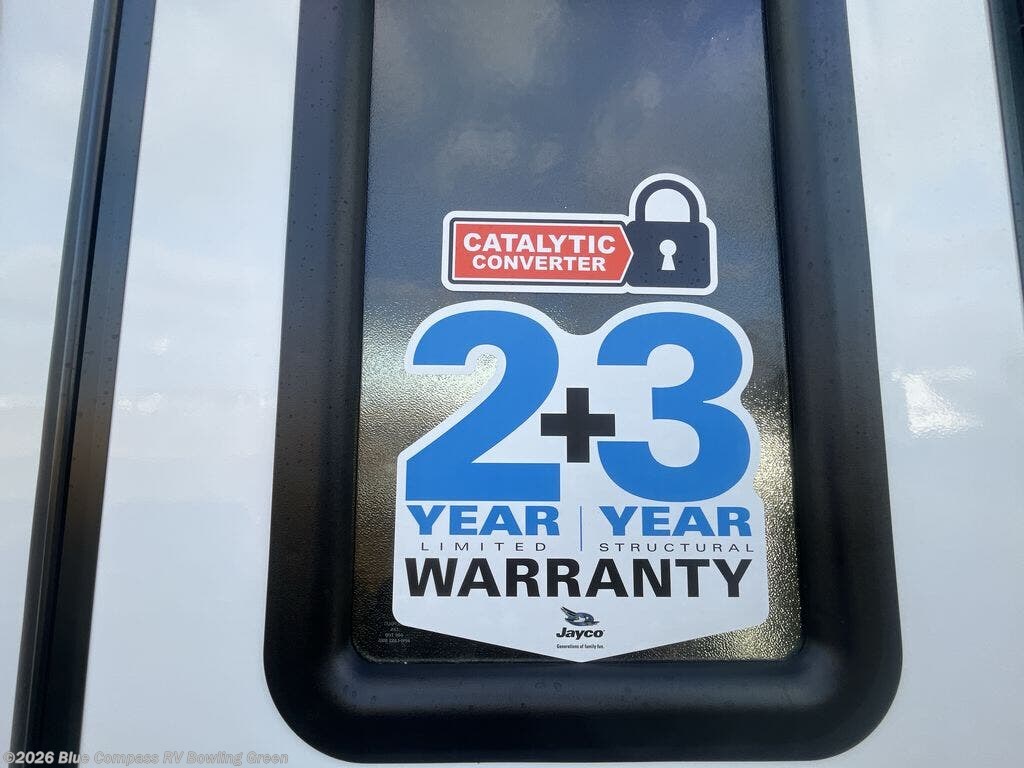 CATALYTIC
CONVERTER
2+3
YEAR | YEAR
LIMITED STRUCTURAL
WARRANTY
Jayco
Generations of family fun.
©2026 Blue Compass RV Bowling Green